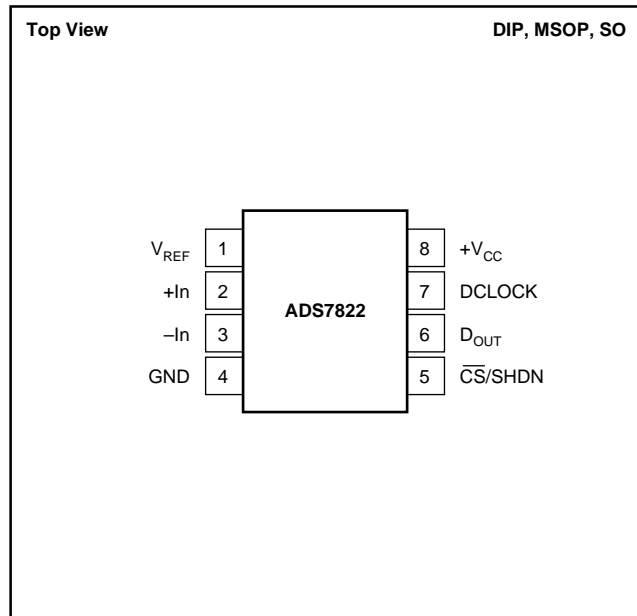 Top View DIP, MSOP, SO
V_REF 1 8 +V_CC
+In 2 7 DCLOCK
ADS7822
–In 3 6 D_OUT
GND 4 5 C̅S̅/SHDN